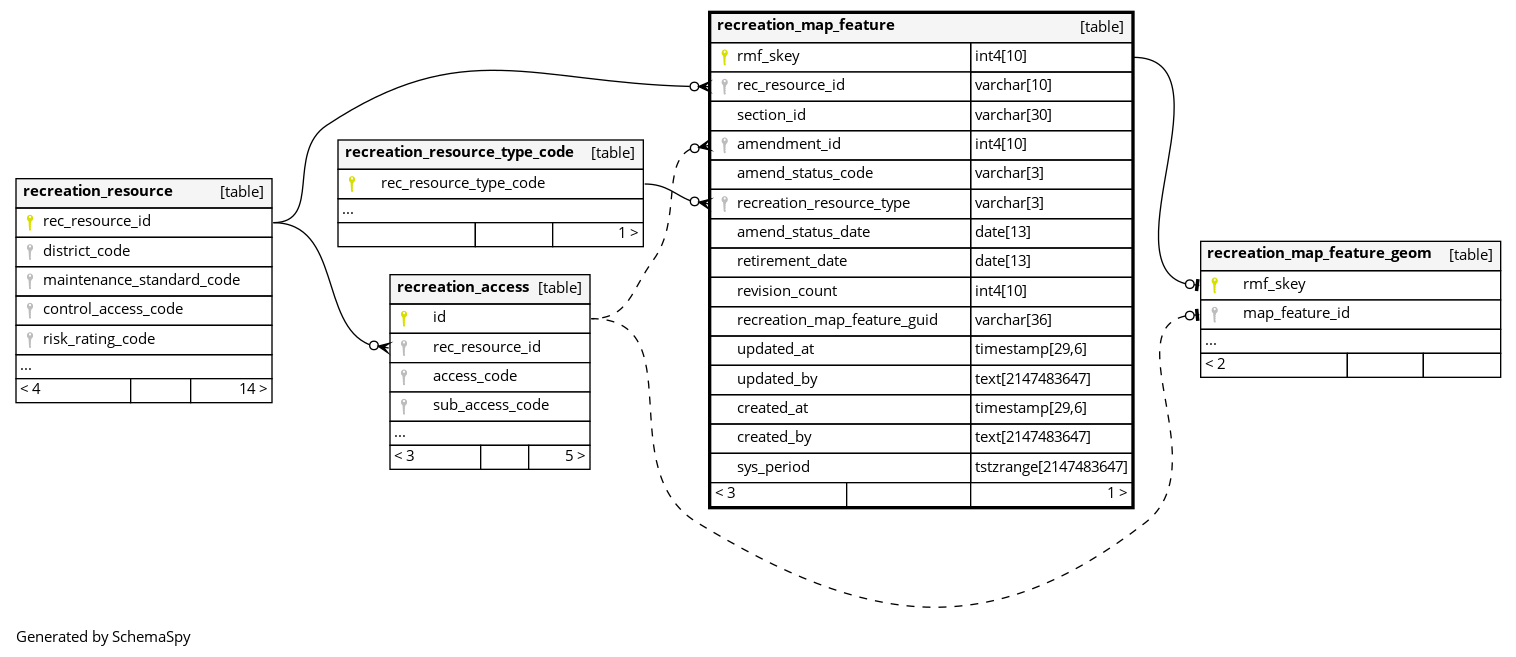 recreation_map_feature [table]
rmf_skey int4[10]
rec_resource_id varchar[10]
section_id varchar[30]
amendment_id int4[10]
amend_status_code varchar[3]
recreation_resource_type varchar[3]
amend_status_date date[13]
retirement_date date[13]
revision_count int4[10]
recreation_map_feature_guid varchar[36]
updated_at timestamp[29,6]
updated_by text[2147483647]
created_at timestamp[29,6]
created_by text[2147483647]
sys_period tstzrange[2147483647]
< 3 1 >
recreation_resource_type_code [table]
rec_resource_type_code
...
1 >
recreation_resource [table]
rec_resource_id
district_code
maintenance_standard_code
control_access_code
risk_rating_code
...
< 4 14 >
recreation_access [table]
id
rec_resource_id
access_code
sub_access_code
...
< 3 5 >
recreation_map_feature_geom [table]
rmf_skey
map_feature_id
...
< 2
Generated by SchemaSpy